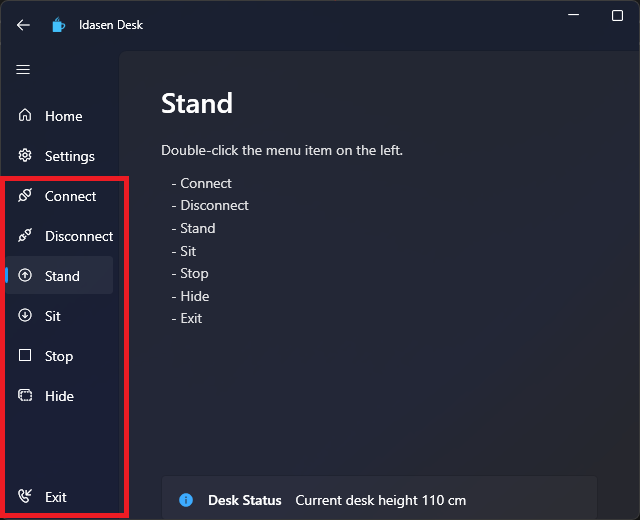 Idasen Desk
Home
Settings
Connect
Disconnect
Stand
Sit
Stop
Hide
Exit
Stand
Double-click the menu item on the left.
- Connect
- Disconnect
- Stand
- Sit
- Stop
- Hide
- Exit
Desk Status Current desk height 110 cm